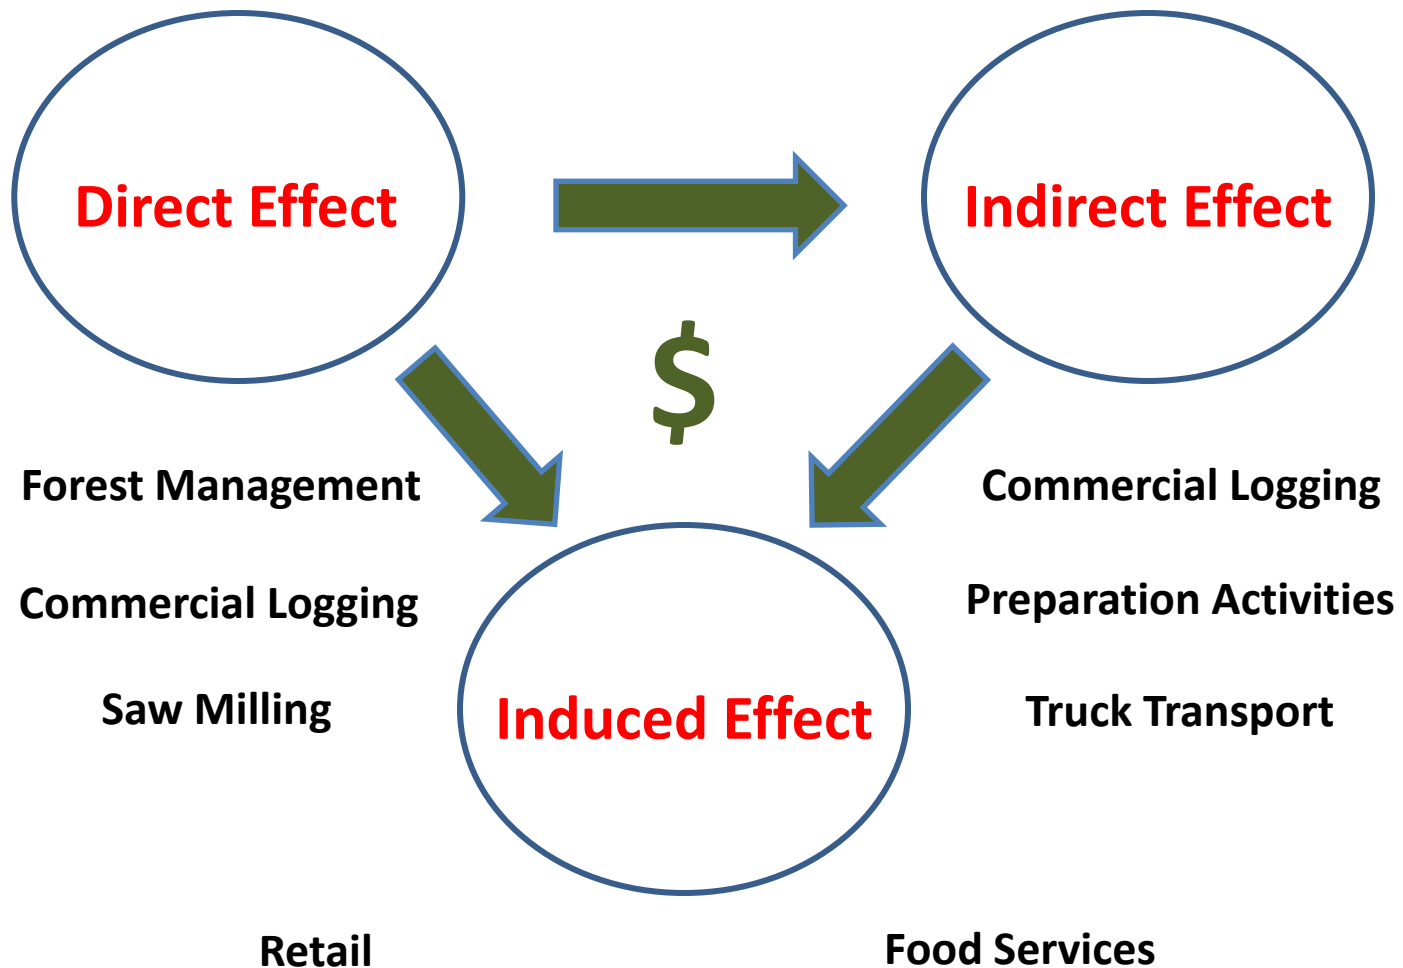 Direct Effect
Indirect Effect
$
Forest Management
Commercial Logging
Commercial Logging
Preparation Activities
Saw Milling
Truck Transport
Induced Effect
Retail
Food Services